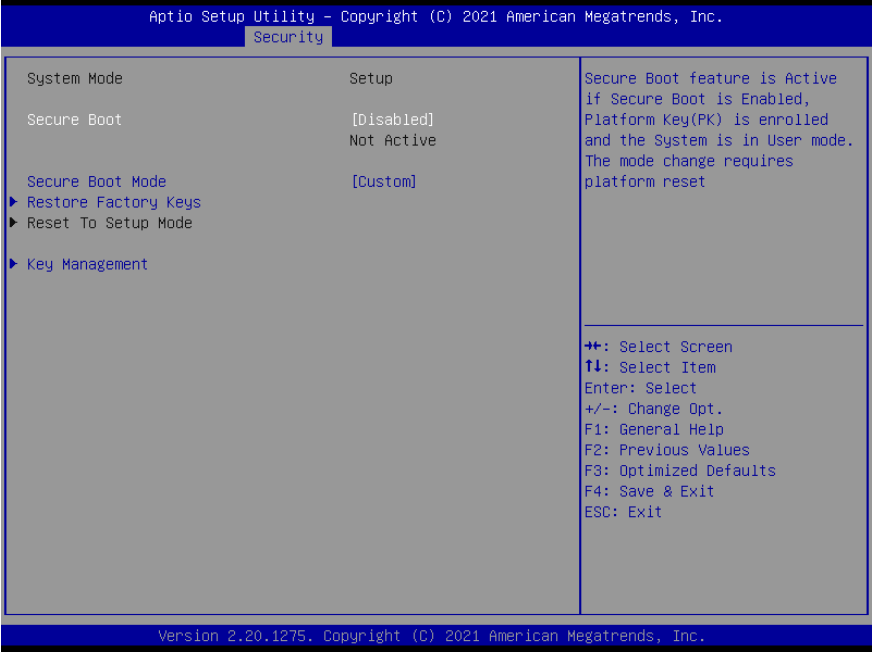 Aptio Setup Utility – Copyright (C) 2021 American Megatrends, Inc.
Security
System Mode Setup
Secure Boot [Disabled]
Not Active
Secure Boot Mode [Custom]
Restore Factory Keys
Reset To Setup Mode
Key Management
Secure Boot feature is Active
if Secure Boot is Enabled,
Platform Key(PK) is enrolled
and the System is in User mode.
The mode change requires
platform reset
→←: Select Screen
↑↓: Select Item
Enter: Select
+/-: Change Opt.
F1: General Help
F2: Previous Values
F3: Optimized Defaults
F4: Save & Exit
ESC: Exit
Version 2.20.1275. Copyright (C) 2021 American Megatrends, Inc.